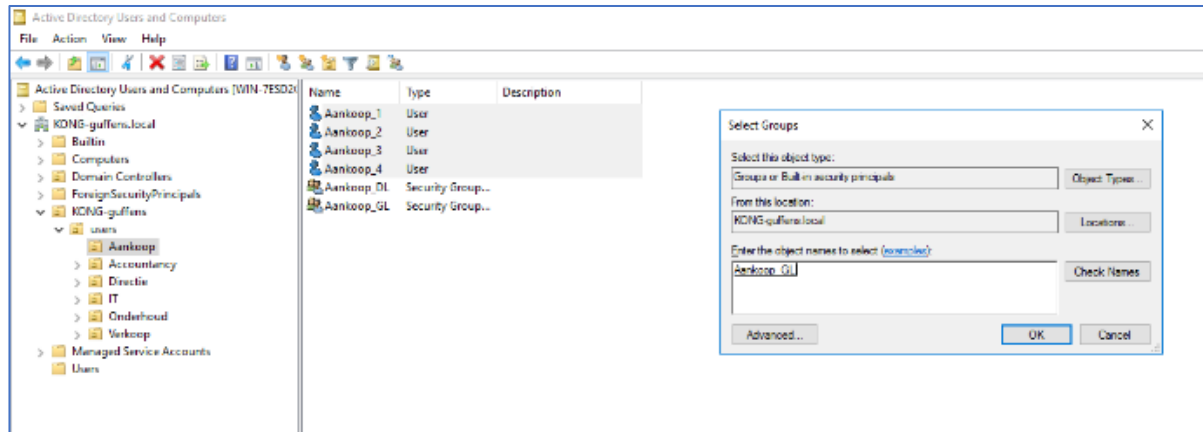 Active Directory Users and Computers
File Action View Help
Active Directory Users and Computers [WIN-7ESD2
Saved Queries
KONG-guffens.local
Builtin
Computers
Domain Controllers
ForeignSecurityPrincipals
KONG-guffens
users
Aankoop
Accountancy
Directie
IT
Onderhoud
Verkoop
Managed Service Accounts
Users
Name Type Description
Aankoop_1 User
Aankoop_2 User
Aankoop_3 User
Aankoop_4 User
Aankoop_DL Security Group...
Aankoop_GL Security Group...
Select Groups
Select this object type:
Groups or Built-in security principals
Object Types...
From this location:
KONG-guffens.local
Locations...
Enter the object names to select (examples):
Aankoop_GL
Check Names
Advanced...
OK Cancel